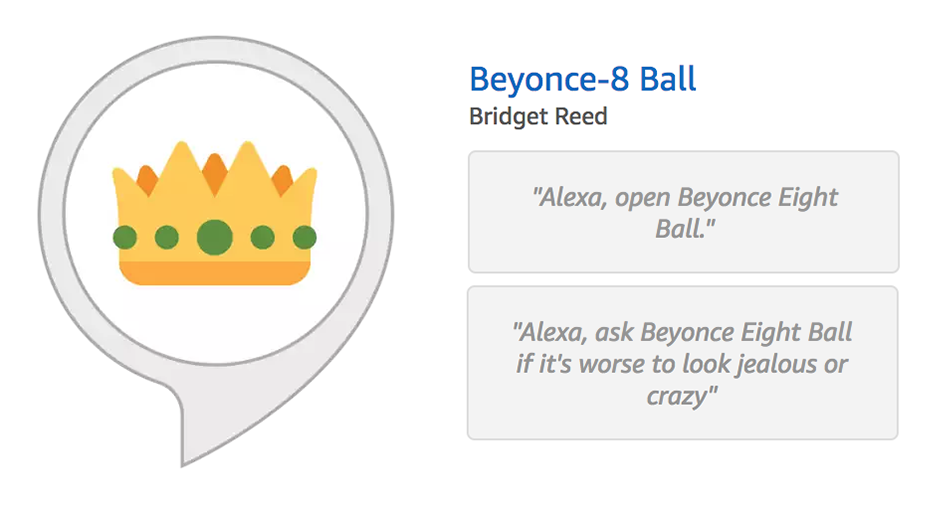 Beyonce-8 Ball
Bridget Reed
"Alexa, open Beyonce Eight
Ball."
"Alexa, ask Beyonce Eight Ball
if it's worse to look jealous or
crazy"